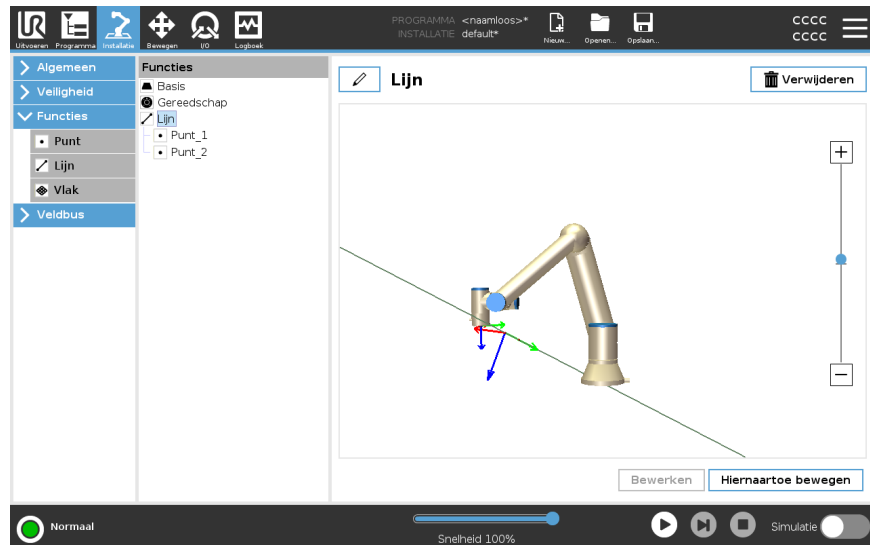 PROGRAMMA <naamloos>*
INSTALLATIE default*
UR
Uitvoeren Programma Installatie Bewegen I/O Logboek
Nieuw... Openen... Opslaan...
CCCC
CCCC
Algemeen
Veiligheid
Functies
Punt
Lijn
Vlak
Veldbus
Functies
Basis
Gereedschap
Lijn
Punt_1
Punt_2
Lijn
Verwijderen
Bewerken
Hiernaartoe bewegen
Normaal
Snelheid 100%
Simulatie